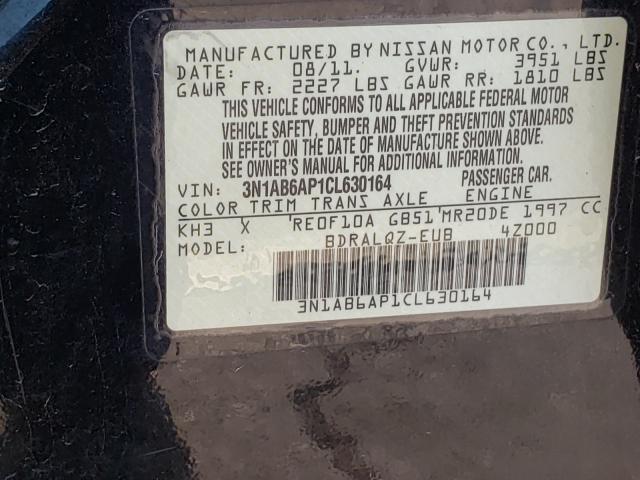 MANUFACTURED BY NISSAN MOTOR CO., LTD.
DATE: 08/11. GVWR: 3951 LBS
GAWR FR: 2227 LBS GAWR RR: 1810 LBS
THIS VEHICLE CONFORMS TO ALL APPLICABLE FEDERAL MOTOR
VEHICLE SAFETY, BUMPER AND THEFT PREVENTION STANDARDS
IN EFFECT ON THE DATE OF MANUFACTURE SHOWN ABOVE.
SEE OWNER'S MANUAL FOR ADDITIONAL INFORMATION.
VIN: 3N1AB6AP1CL630164 PASSENGER CAR.
COLOR TRIM TRANS AXLE ENGINE
KH3 X RE0F10A GB51 MR20DE 1997 CC
MODEL: BDRALQZ-EUB 4Z000
3N1AB6AP1CL630164